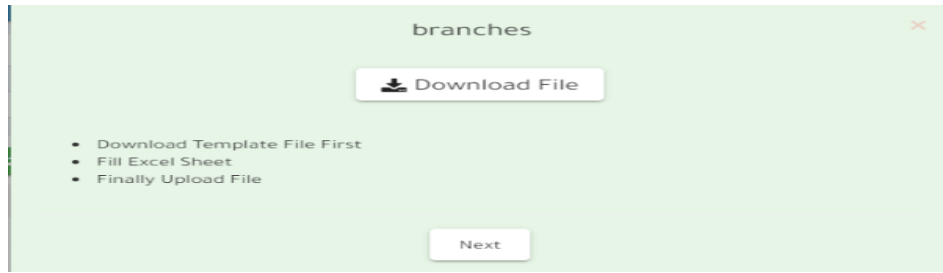 branches
Download File
Download Template File First
Fill Excel Sheet
Finally Upload File
Next